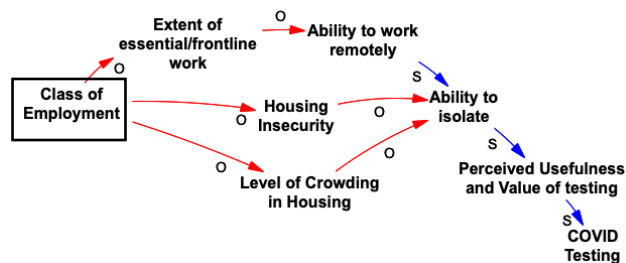 Extent of
essential/frontline
work
O
Ability to work
remotely
O
S
Class of
Employment
O
Housing
Insecurity
O
Ability to
isolate
O
Level of Crowding
in Housing
O
S
Perceived Usefulness
and Value of testing
S
COVID
Testing